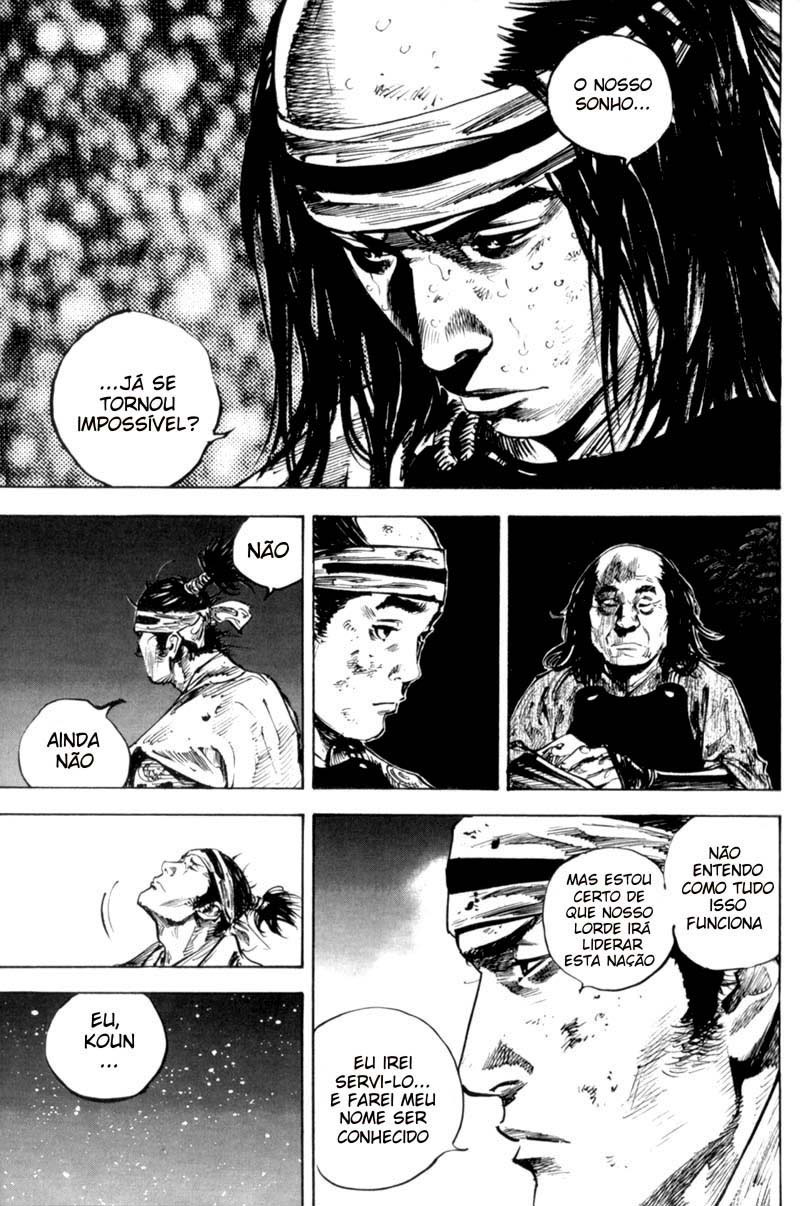 O NOSSO
SONHO...
...JÁ SE
TORNOU
IMPOSSÍVEL?
NÃO
AINDA
NÃO
NÃO
ENTENDO
COMO TUDO
ISSO
FUNCIONA
MAS ESTOU
CERTO DE
QUE NOSSO
LORDE IRÁ
LIDERAR
ESTA NAÇÃO
EU IREI
SERVI-LO...
E FAREI MEU
NOME SER
CONHECIDO
EU,
KOUN
...